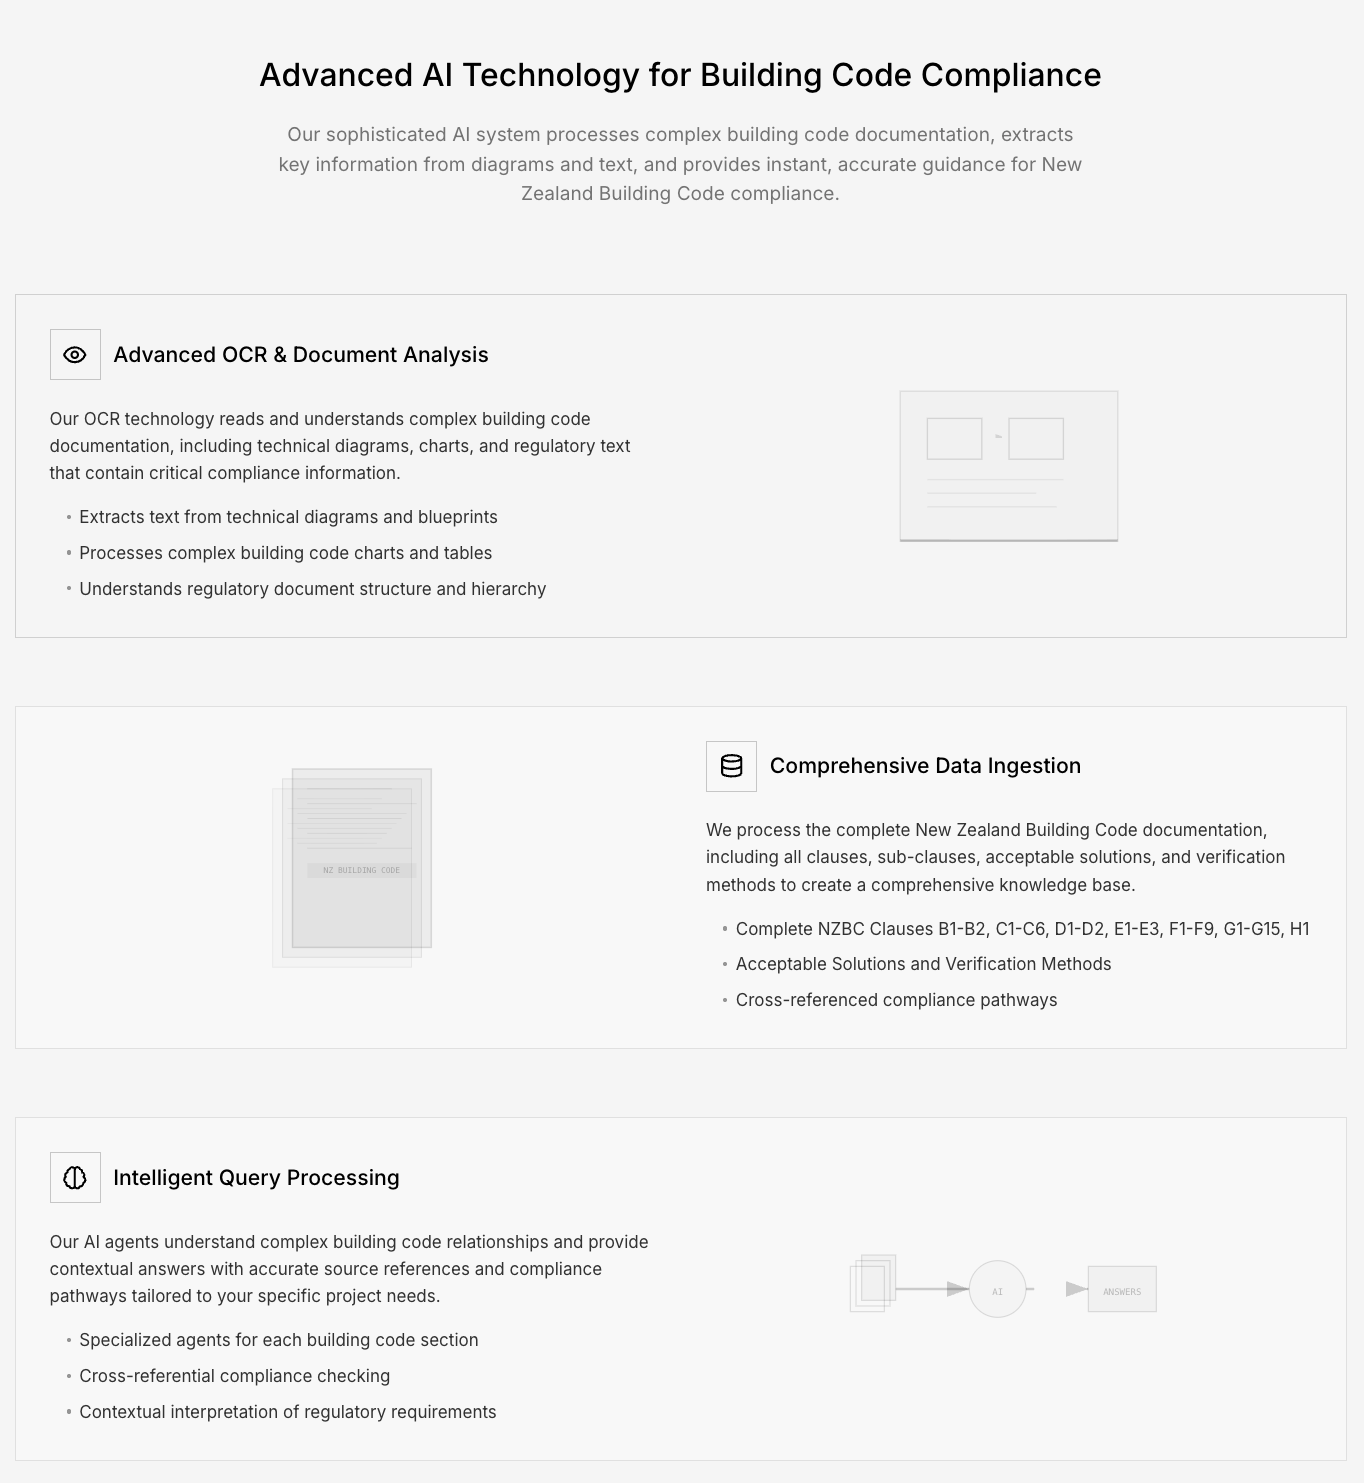 Advanced AI Technology for Building Code Compliance
Our sophisticated AI system processes complex building code documentation, extracts
key information from diagrams and text, and provides instant, accurate guidance for New
Zealand Building Code compliance.
Advanced OCR & Document Analysis
Our OCR technology reads and understands complex building code
documentation, including technical diagrams, charts, and regulatory text
that contain critical compliance information.
• Extracts text from technical diagrams and blueprints
• Processes complex building code charts and tables
• Understands regulatory document structure and hierarchy
NZ BUILDING CODE
Comprehensive Data Ingestion
We process the complete New Zealand Building Code documentation,
including all clauses, sub-clauses, acceptable solutions, and verification
methods to create a comprehensive knowledge base.
• Complete NZBC Clauses B1-B2, C1-C6, D1-D2, E1-E3, F1-F9, G1-G15, H1
• Acceptable Solutions and Verification Methods
• Cross-referenced compliance pathways
Intelligent Query Processing
Our AI agents understand complex building code relationships and provide
contextual answers with accurate source references and compliance
pathways tailored to your specific project needs.
• Specialized agents for each building code section
• Cross-referential compliance checking
• Contextual interpretation of regulatory requirements
AI
ANSWERS